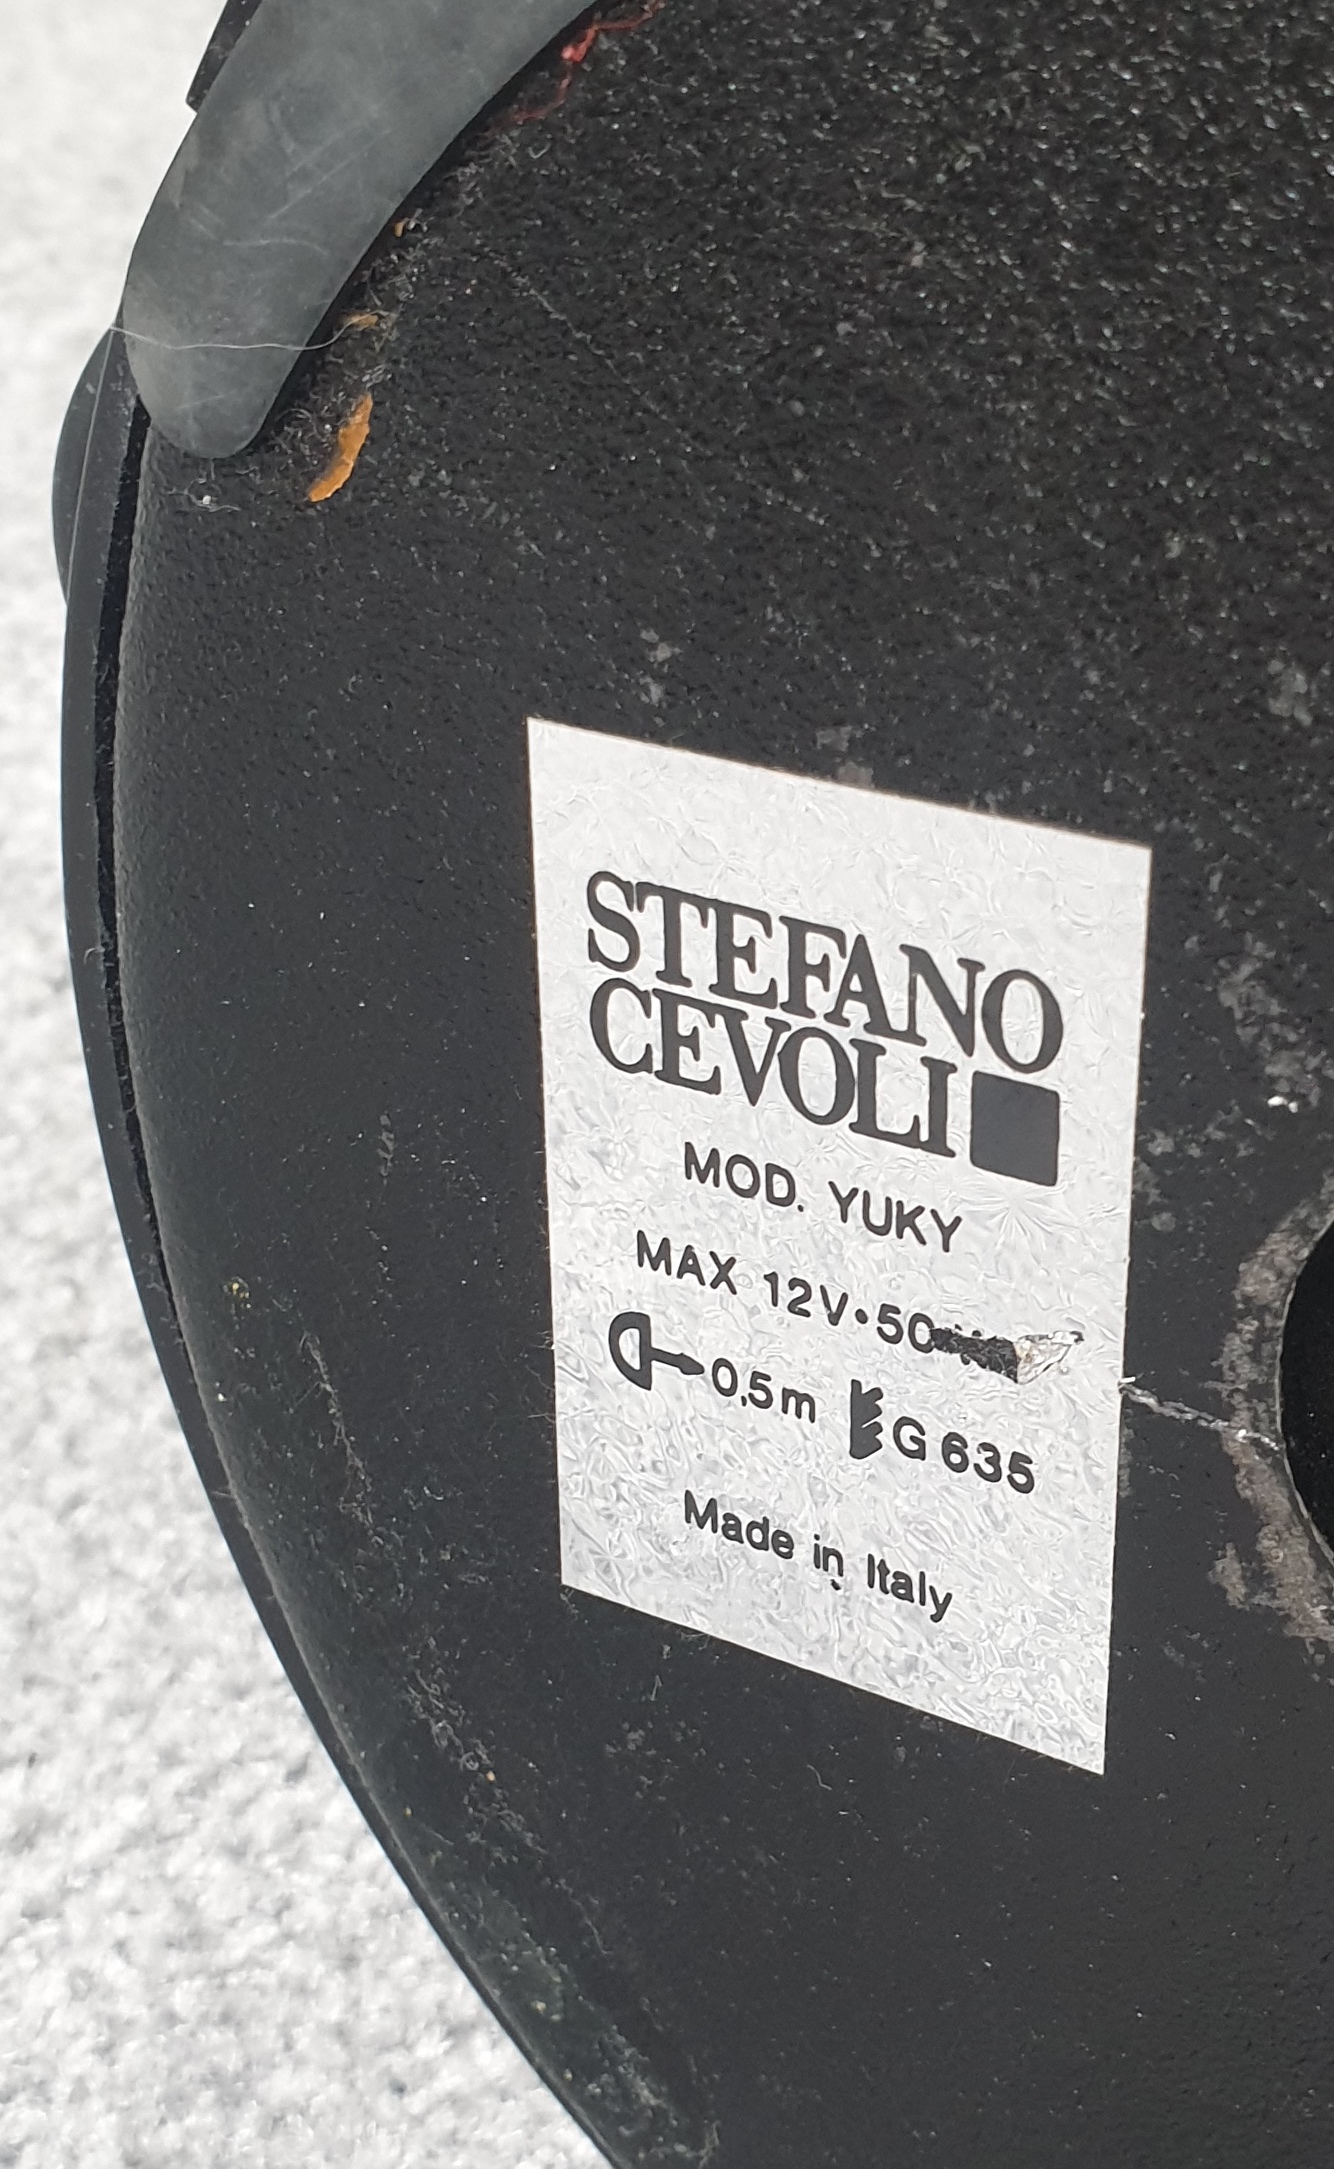 STEFANO
CEVOLI
MOD. YUKY
MAX 12V•50
0,5m G 635
Made in Italy